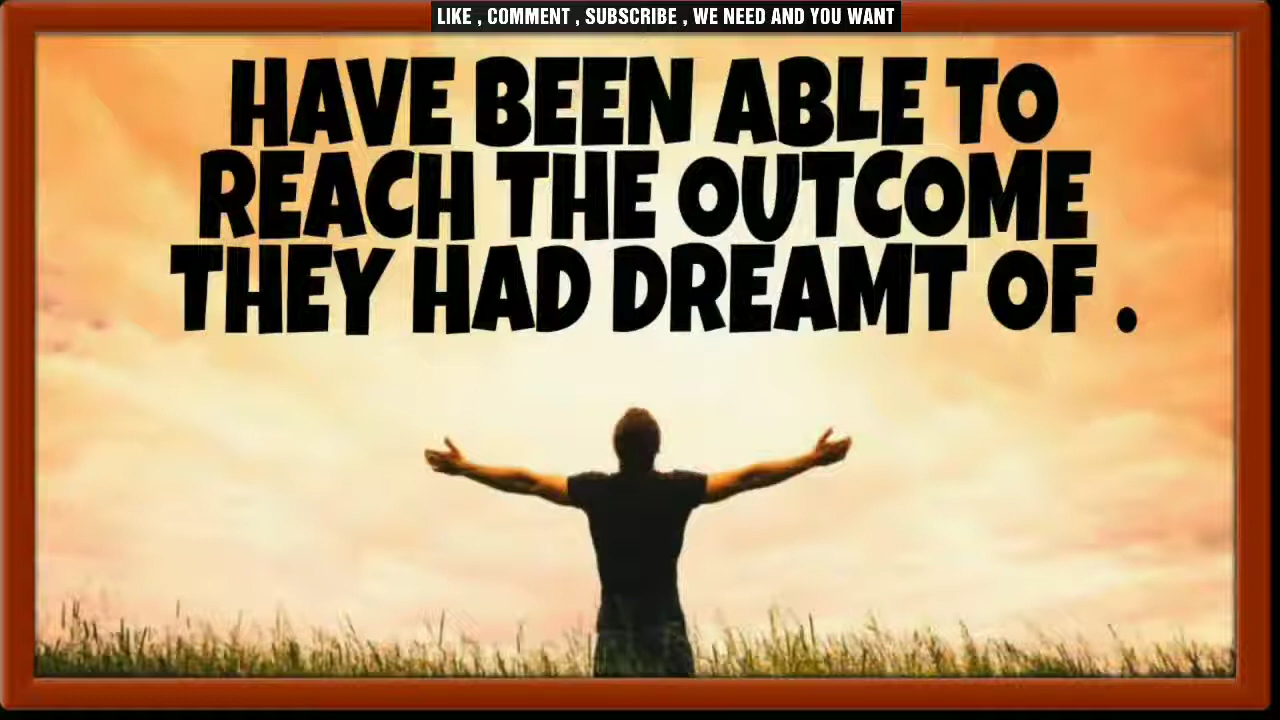 LIKE , COMMENT , SUBSCRIBE , WE NEED AND YOU WANT
HAVE BEEN ABLE TO
REACH THE OUTCOME
THEY HAD DREAMT OF .